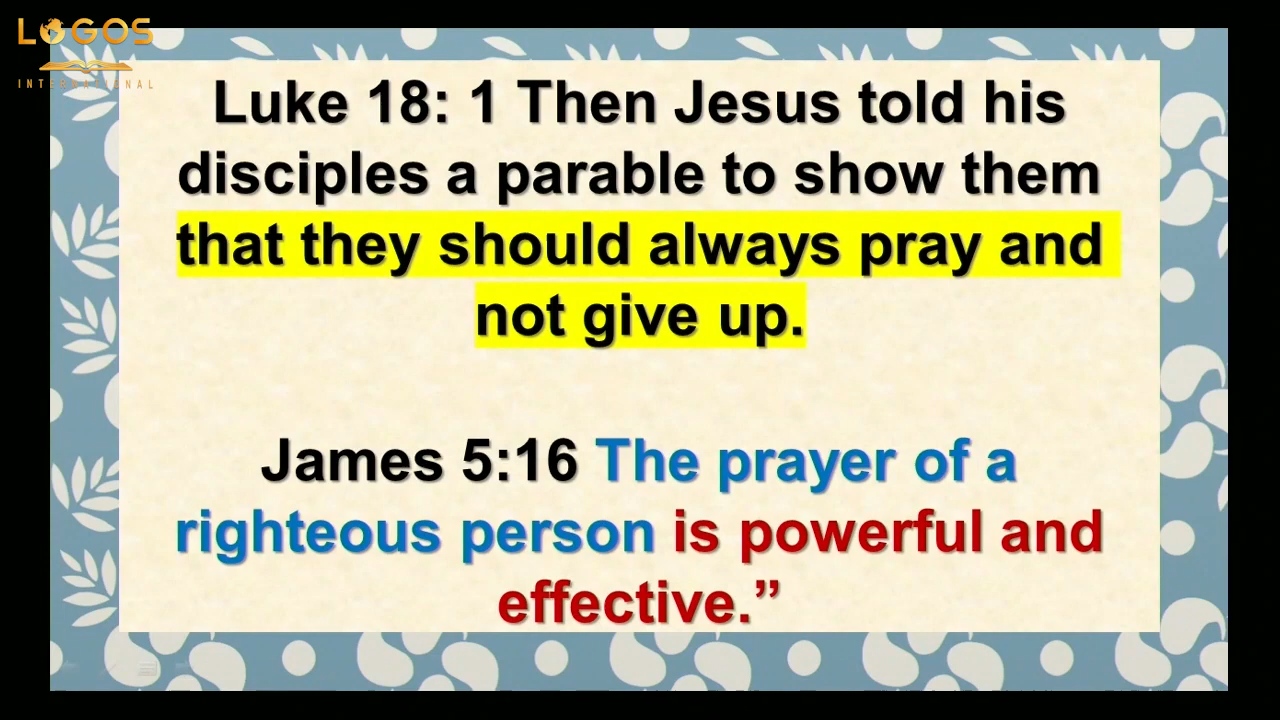 LOGOS
INTERNATIONAL
Luke 18: 1 Then Jesus told his
disciples a parable to show them
that they should always pray and
not give up.
James 5:16 The prayer of a
righteous person is powerful and
effective.”